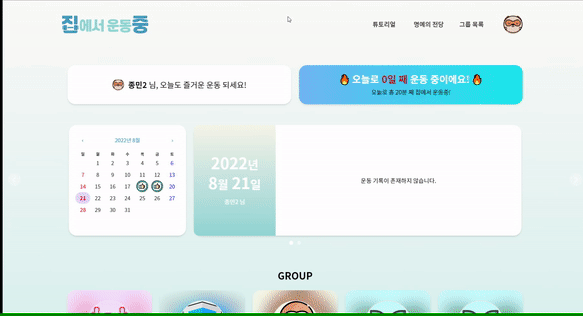 집에서 운동중
튜토리얼 명예의 전당 그룹 목록
종민2 님, 오늘도 즐거운 운동 되세요!
오늘로 0일 째 운동 중이에요!
오늘로 총 20분 째 집에서 운동중!
2022년 8월
일 월 화 수 목 금 토
1 2 3 4 5 6
7 8 9 10 11 12 13
14 15 16 17 20
21 22 23 24 25 26 27
28 29 30 31
2022년
8월 21일
종민2 님
운동 기록이 존재하지 않습니다.
GROUP